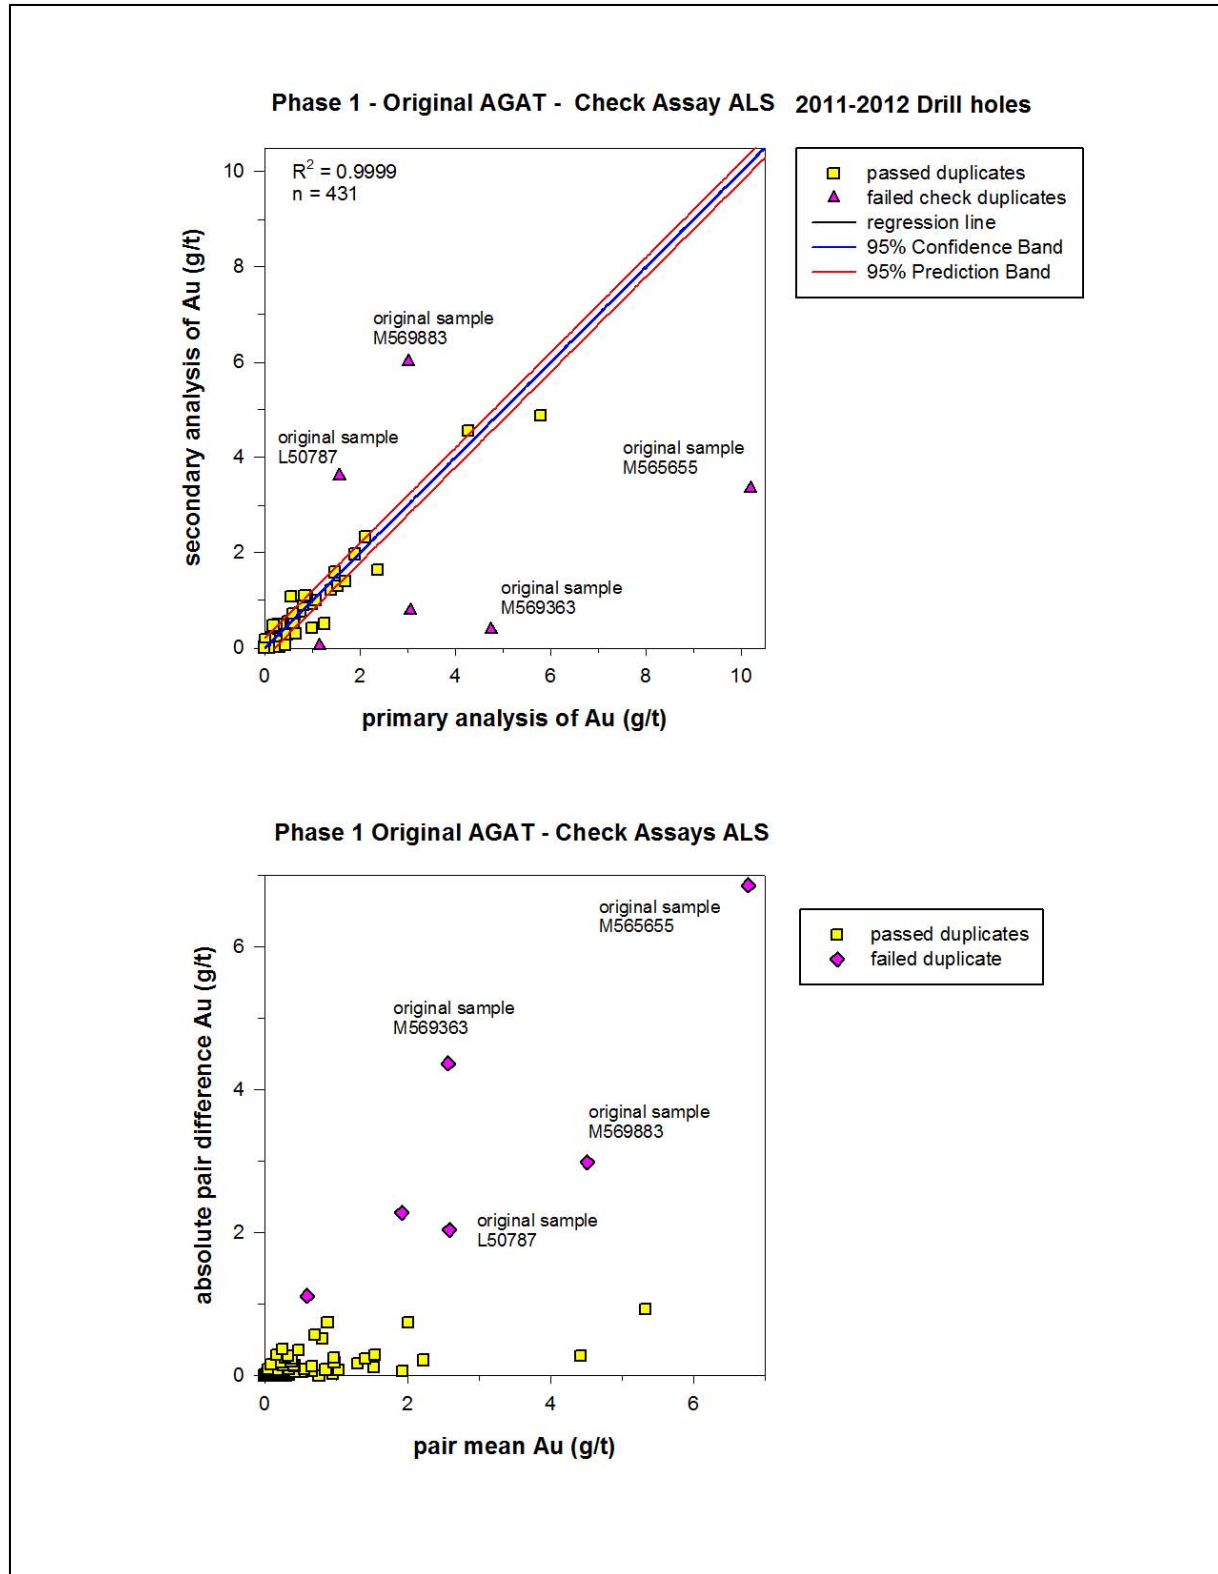 Phase 1 - Original AGAT -  Check Assay ALS   2011-2012 Drill holes
R² = 0.9999
n = 431
passed duplicates
failed check duplicates
regression line
95% Confidence Band
95% Prediction Band
secondary analysis of Au (g/t)
10
8
6
4
2
0
original sample
M569883
original sample
L50787
original sample
M565655
original sample
M569363
0 2 4 6 8 10
primary analysis of Au (g/t)
Phase 1 Original AGAT - Check Assays ALS
absolute pair difference Au (g/t)
6
4
2
0
original sample
M565655
original sample
M569363
original sample
M569883
original sample
L50787
passed duplicates
failed duplicate
0 2 4 6
pair mean Au (g/t)